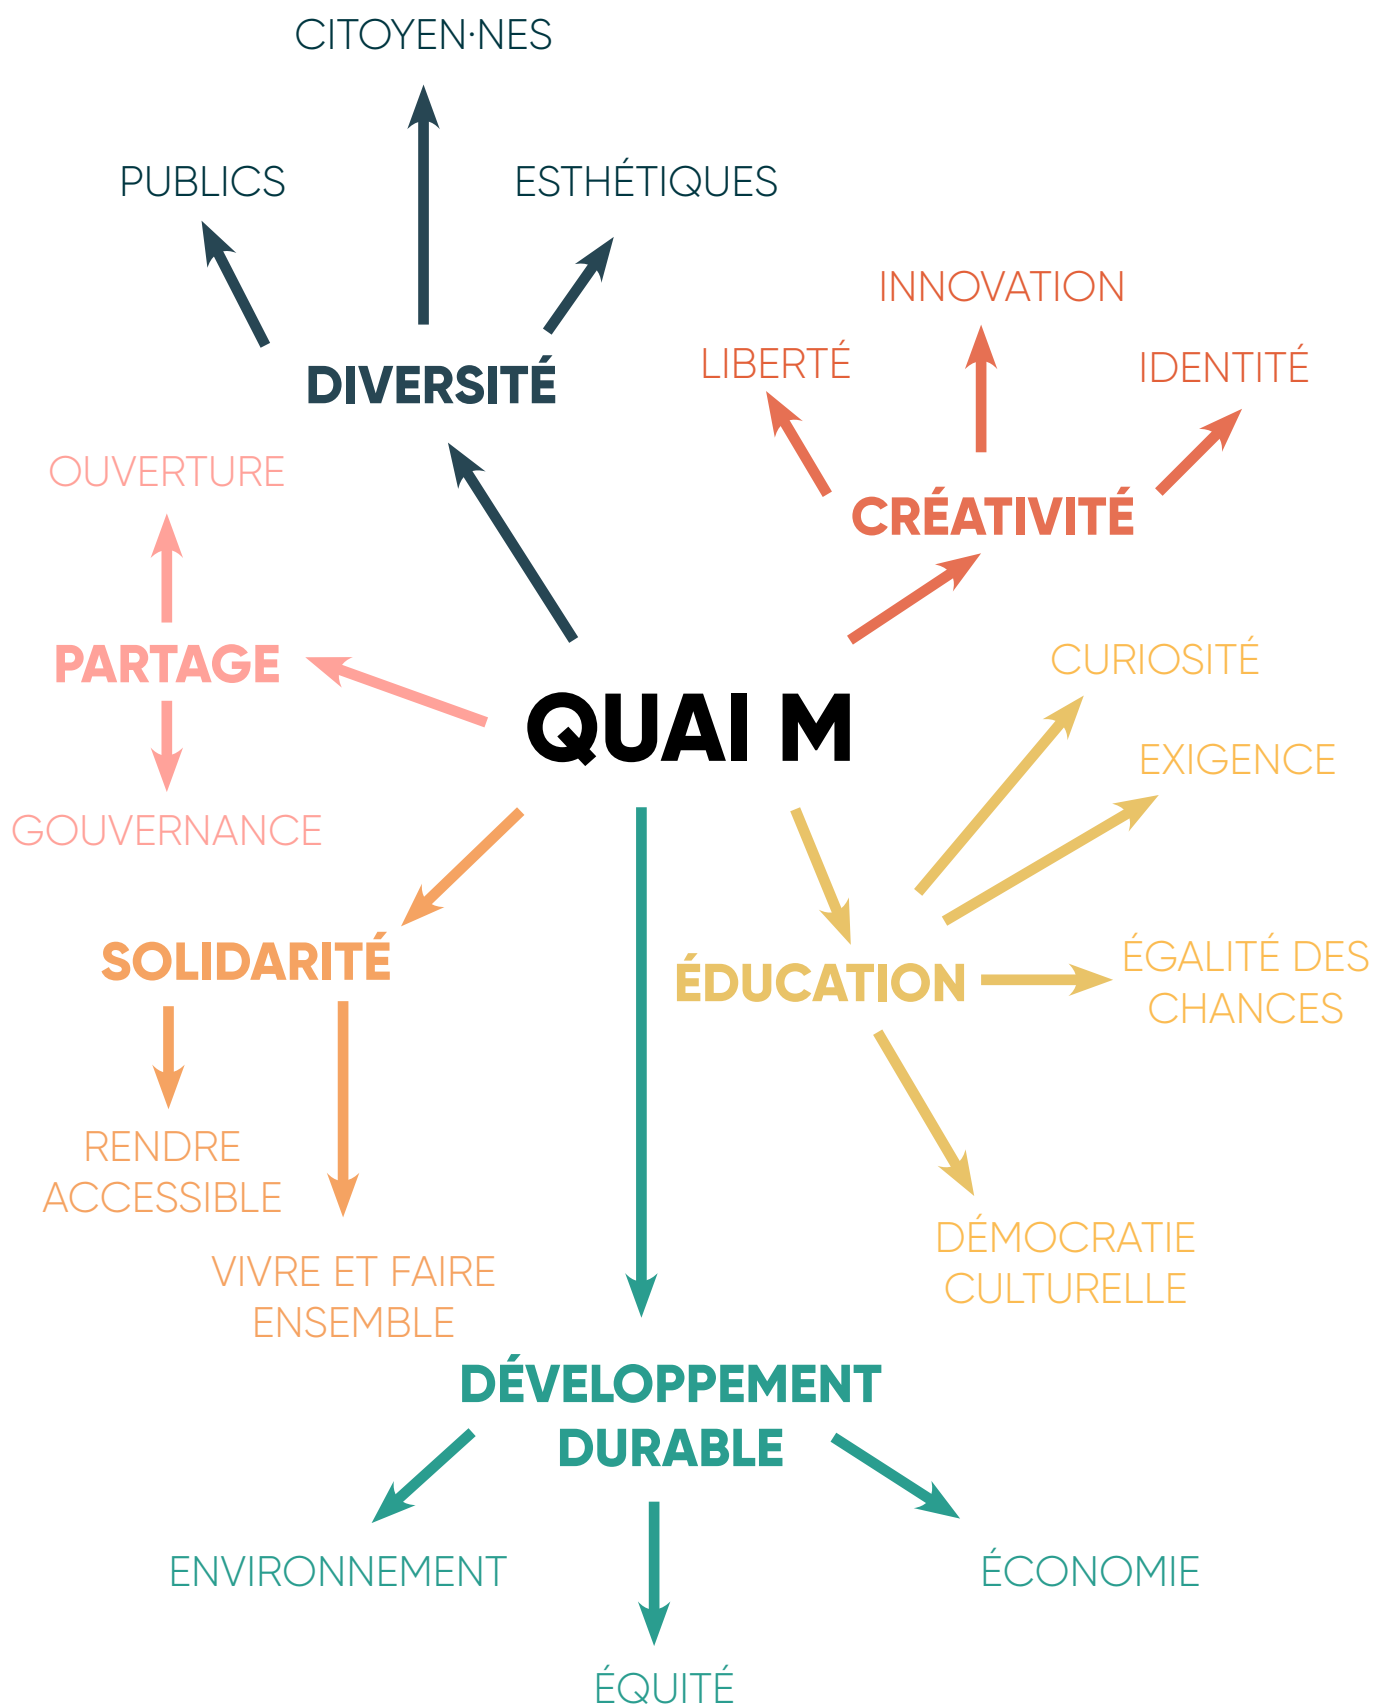 CITOYEN·NES
PUBLICS
ESTHÉTIQUES
DIVERSITÉ
INNOVATION
LIBERTÉ
IDENTITÉ
CRÉATIVITÉ
OUVERTURE
PARTAGE
GOUVERNANCE
QUAI M
CURIOSITÉ
EXIGENCE
ÉDUCATION
ÉGALITÉ DES
CHANCES
DÉMOCRATIE
CULTURELLE
SOLIDARITÉ
RENDRE
ACCESSIBLE
VIVRE ET FAIRE
ENSEMBLE
DÉVELOPPEMENT
DURABLE
ENVIRONNEMENT
ÉQUITÉ
ÉCONOMIE